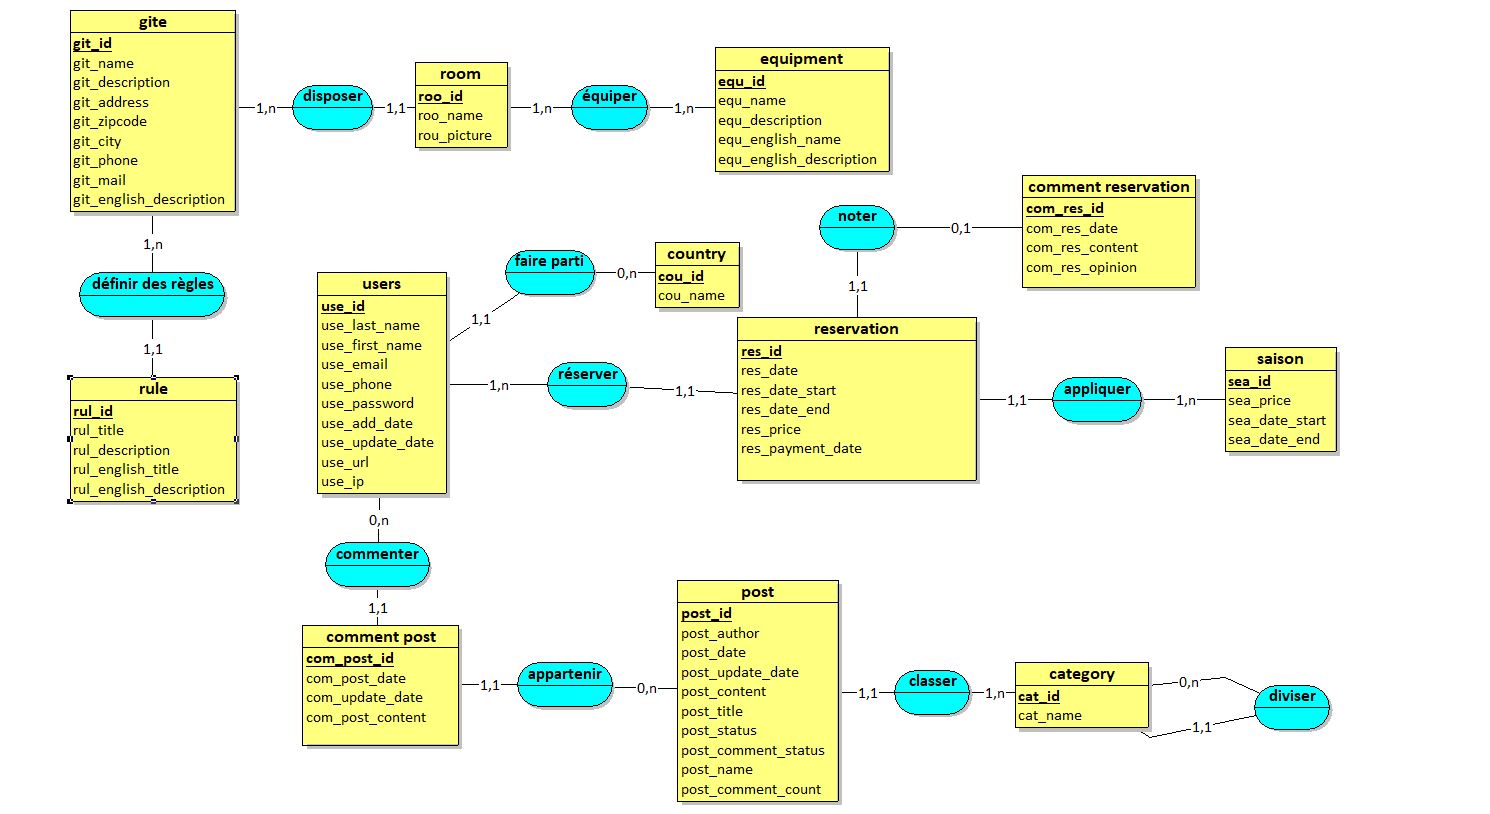 gite
git_id
git_name
git_description
git_address
git_zipcode
git_city
git_phone
git_mail
git_english_description
1,n
disposer
1,1
room
roo_id
roo_name
rou_picture
1,n
équiper
1,n
equipment
equ_id
equ_name
equ_description
equ_english_name
equ_english_description
1,n
définir des règles
1,1
rule
rul_id
rul_title
rul_description
rul_english_title
rul_english_description
users
use_id
use_last_name
use_first_name
use_email
use_phone
use_password
use_add_date
use_update_date
use_url
use_ip
1,1
faire parti
0,n
country
cou_id
cou_name
1,n
réserver
1,1
reservation
res_id
res_date
res_date_start
res_date_end
res_price
res_payment_date
1,1
noter
0,1
comment reservation
com_res_id
com_res_date
com_res_content
com_res_opinion
1,1
appliquer
1,n
saison
sea_id
sea_price
sea_date_start
sea_date_end
0,n
commenter
1,1
comment post
com_post_id
com_post_date
com_update_date
com_post_content
1,1
appartenir
0,n
post
post_id
post_author
post_date
post_update_date
post_content
post_title
post_status
post_comment_status
post_name
post_comment_count
1,1
classer
1,n
category
cat_id
cat_name
0,n
diviser
1,1